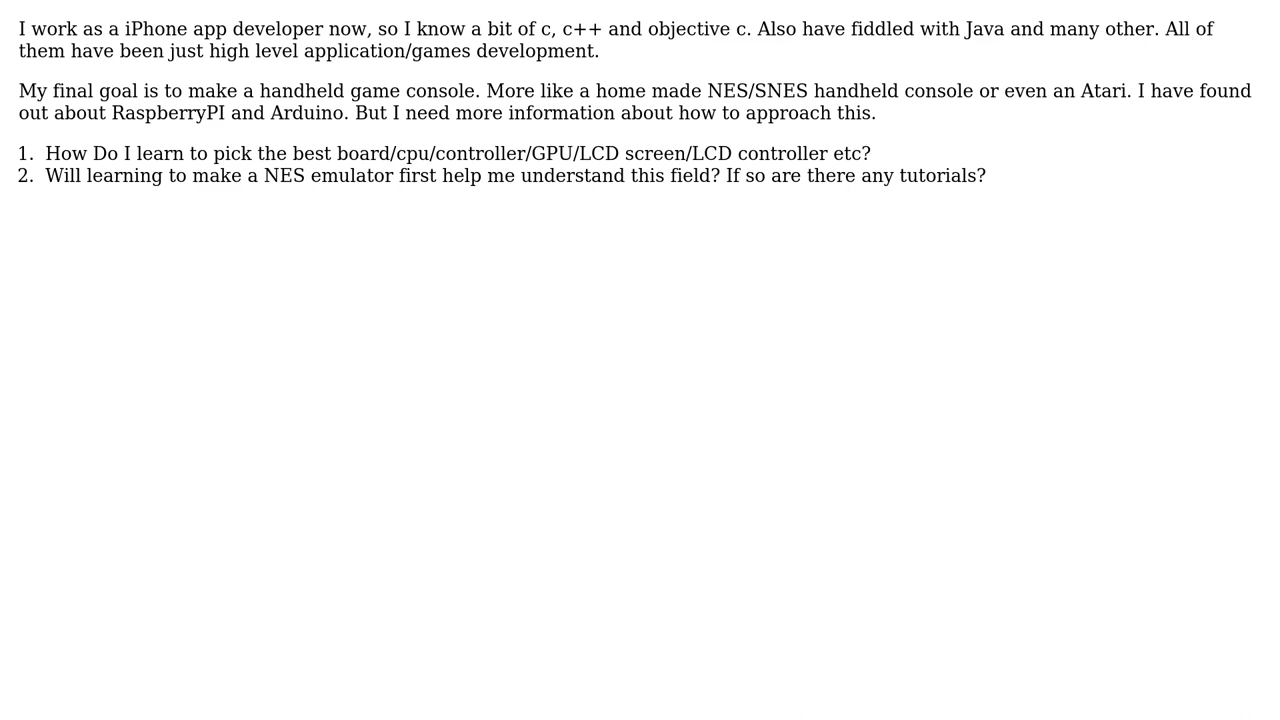 I work as a iPhone app developer now, so I know a bit of c, c++ and objective c. Also have fiddled with Java and many other. All of
them have been just high level application/games development.
My final goal is to make a handheld game console. More like a home made NES/SNES handheld console or even an Atari. I have found
out about RaspberryPI and Arduino. But I need more information about how to approach this.
1. How Do I learn to pick the best board/cpu/controller/GPU/LCD screen/LCD controller etc?
2. Will learning to make a NES emulator first help me understand this field? If so are there any tutorials?